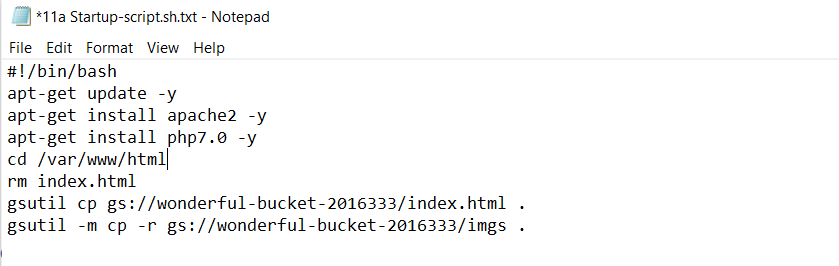 *11a Startup-script.sh.txt - Notepad
File Edit Format View Help
#!/bin/bash
apt-get update -y
apt-get install apache2 -y
apt-get install php7.0 -y
cd /var/www/html
rm index.html
gsutil cp gs://wonderful-bucket-2016333/index.html .
gsutil -m cp -r gs://wonderful-bucket-2016333/imgs .